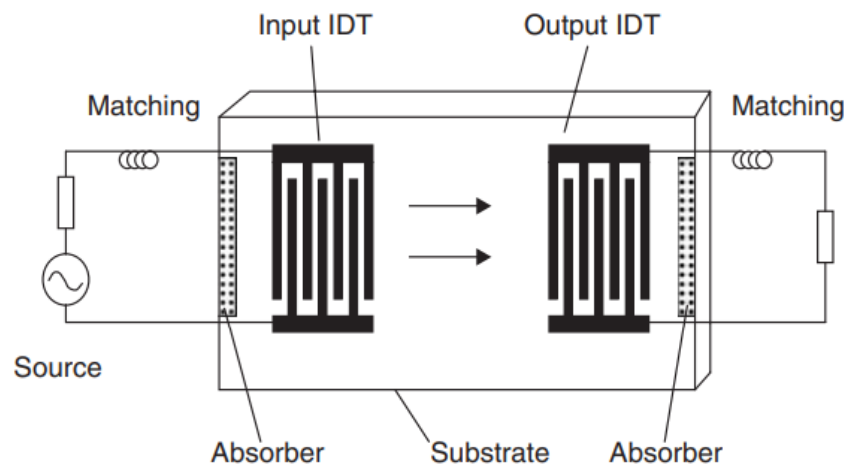 Input IDT
Output IDT
Matching
Matching
Source
Absorber
Substrate
Absorber